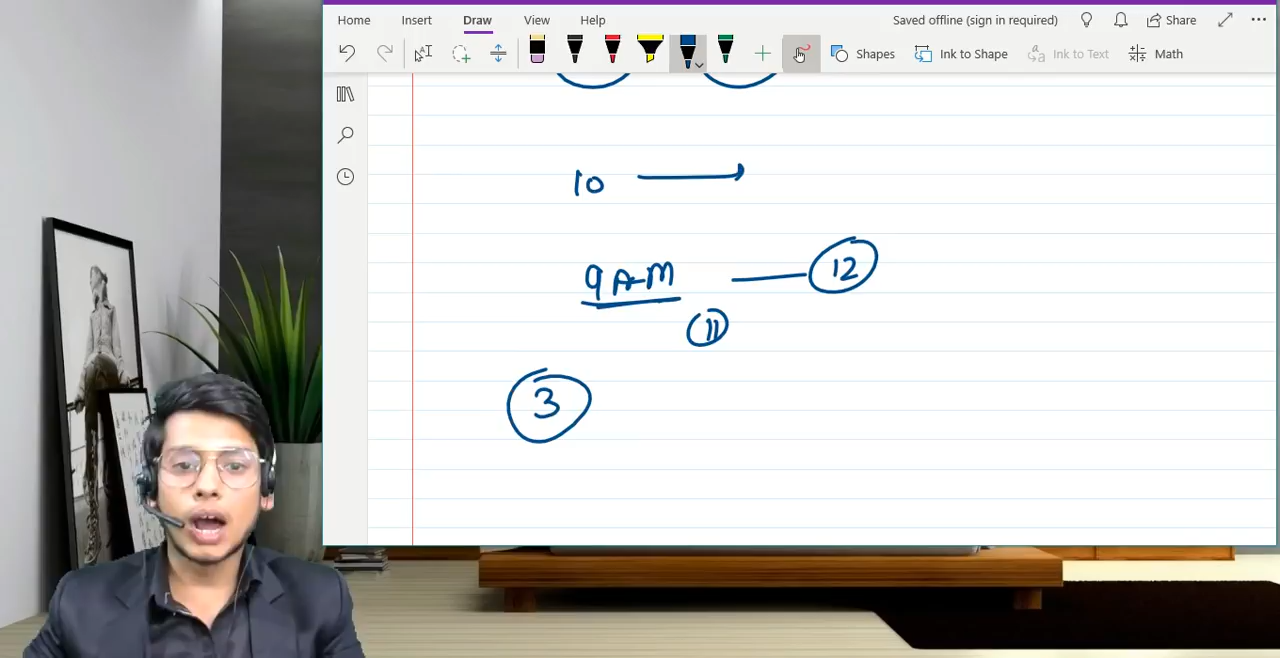 Home Insert Draw View Help Saved offline (sign in required) Share
Shapes Ink to Shape Ink to Text Math
10
9 A-M 12
11
3